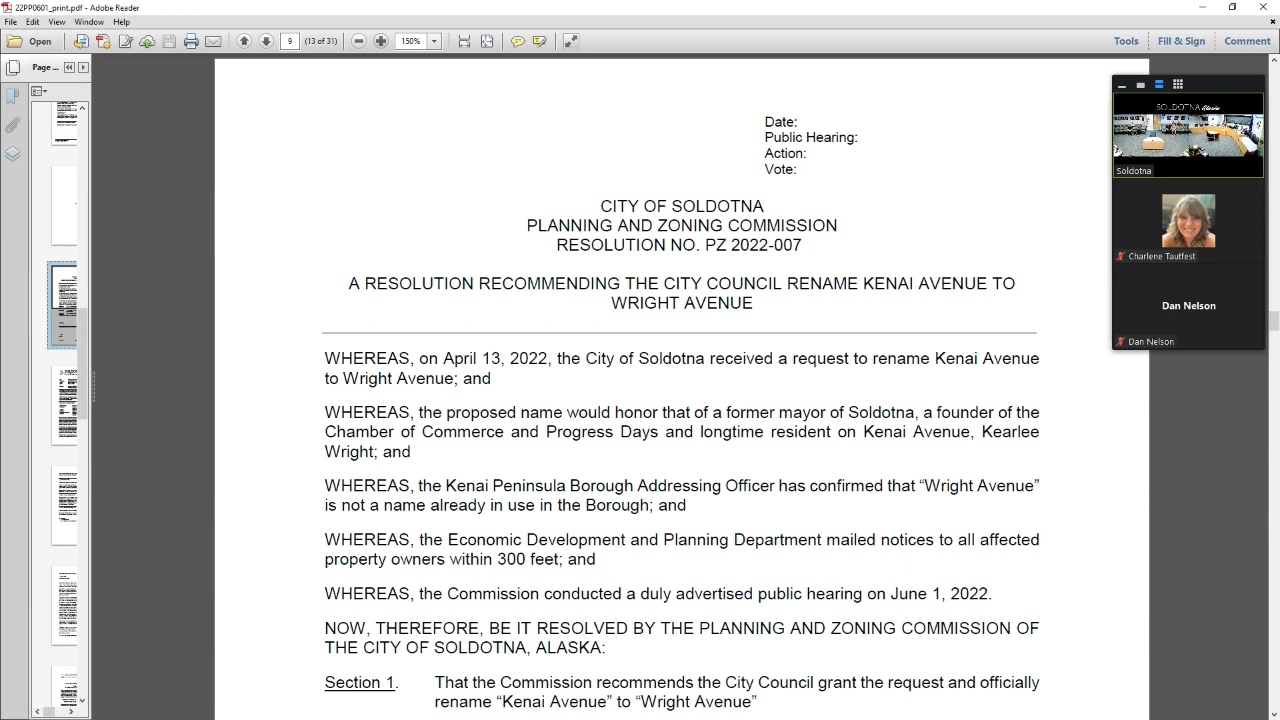 22PP0601_print.pdf - Adobe Reader
File Edit View Window Help
Open 9 (13 of 31) 150% Tools Fill & Sign Comment
Page ...
Date:
Public Hearing:
Action:
Vote:
CITY OF SOLDOTNA
PLANNING AND ZONING COMMISSION
RESOLUTION NO. PZ 2022-007
A RESOLUTION RECOMMENDING THE CITY COUNCIL RENAME KENAI AVENUE TO
WRIGHT AVENUE
WHEREAS, on April 13, 2022, the City of Soldotna received a request to rename Kenai Avenue
to Wright Avenue; and
WHEREAS, the proposed name would honor that of a former mayor of Soldotna, a founder of the
Chamber of Commerce and Progress Days and longtime resident on Kenai Avenue, Kearlee
Wright; and
WHEREAS, the Kenai Peninsula Borough Addressing Officer has confirmed that “Wright Avenue”
is not a name already in use in the Borough; and
WHEREAS, the Economic Development and Planning Department mailed notices to all affected
property owners within 300 feet; and
WHEREAS, the Commission conducted a duly advertised public hearing on June 1, 2022.
NOW, THEREFORE, BE IT RESOLVED BY THE PLANNING AND ZONING COMMISSION OF
THE CITY OF SOLDOTNA, ALASKA:
Section 1. That the Commission recommends the City Council grant the request and officially
rename “Kenai Avenue” to “Wright Avenue”
SOLDOTNA Alaska
Soldotna
Charlene Tautfest
Dan Nelson
Dan Nelson